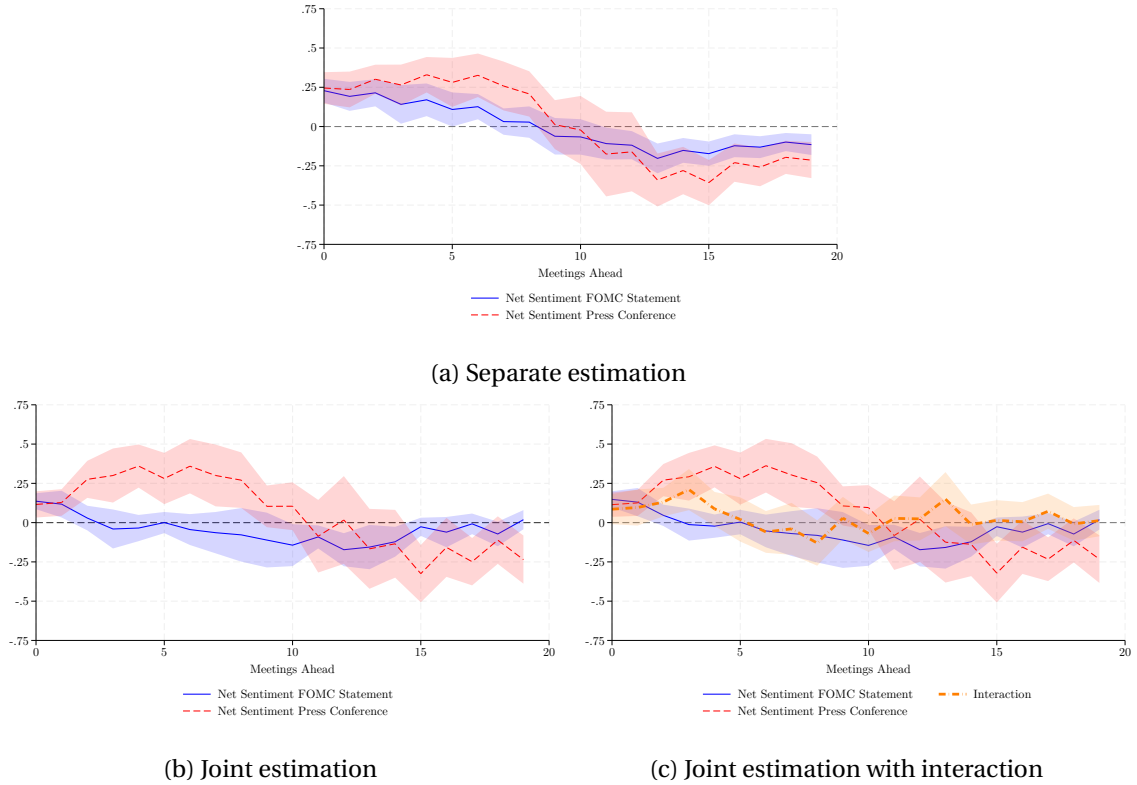 .75
.5
.25
0
-.25
-.5
-.75
0
5
10
15
20
Meetings Ahead
Net Sentiment FOMC Statement
Net Sentiment Press Conference
(a) Separate estimation
.75
.5
.25
0
-.25
-.5
-.75
0
5
10
15
20
Meetings Ahead
Net Sentiment FOMC Statement
Net Sentiment Press Conference
(b) Joint estimation
.75
.5
.25
0
-.25
-.5
-.75
0
5
10
15
20
Meetings Ahead
Net Sentiment FOMC Statement
Interaction
Net Sentiment Press Conference
(c) Joint estimation with interaction